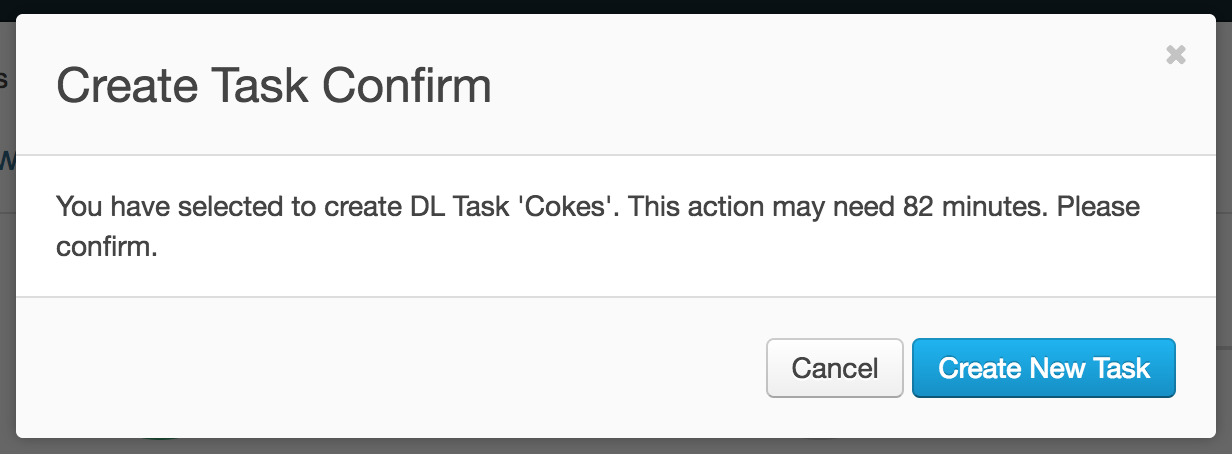 Create Task Confirm
You have selected to create DL Task 'Cokes'. This action may need 82 minutes. Please
confirm.
Cancel
Create New Task